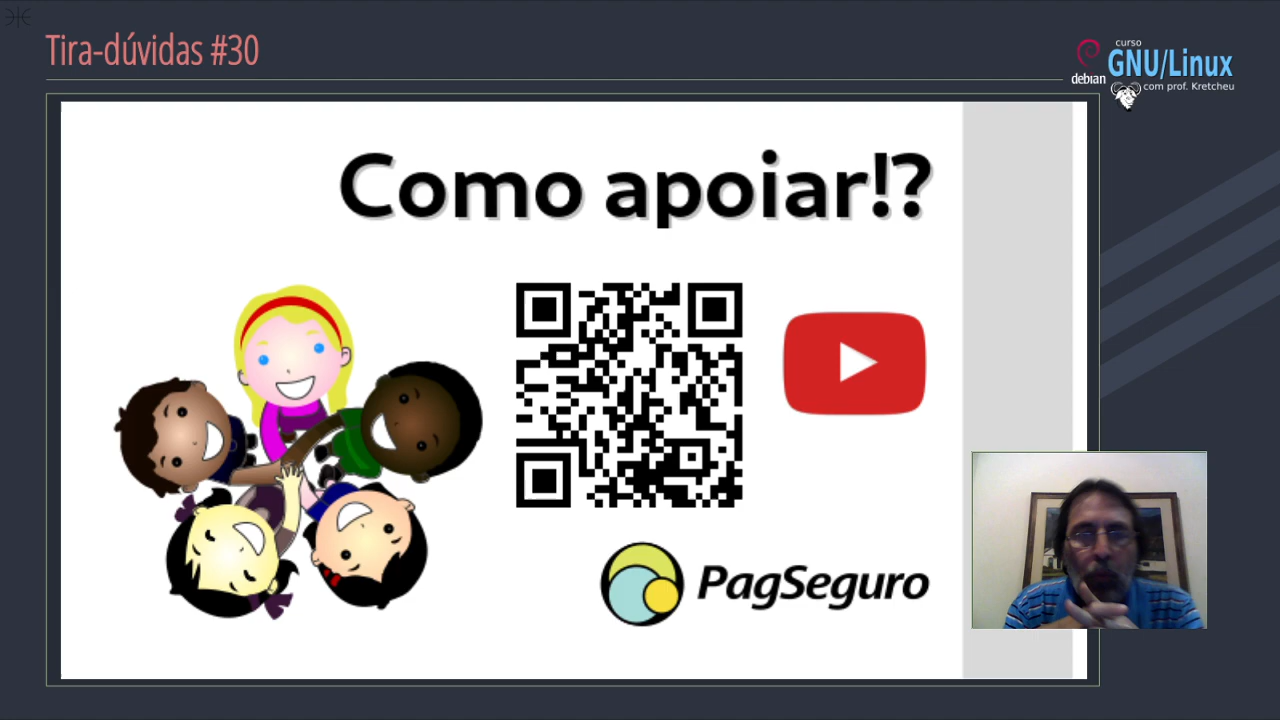 Tira-dúvidas #30
curso
GNU/Linux
debian
com prof. Kretcheu
Como apoiar!?
PagSeguro